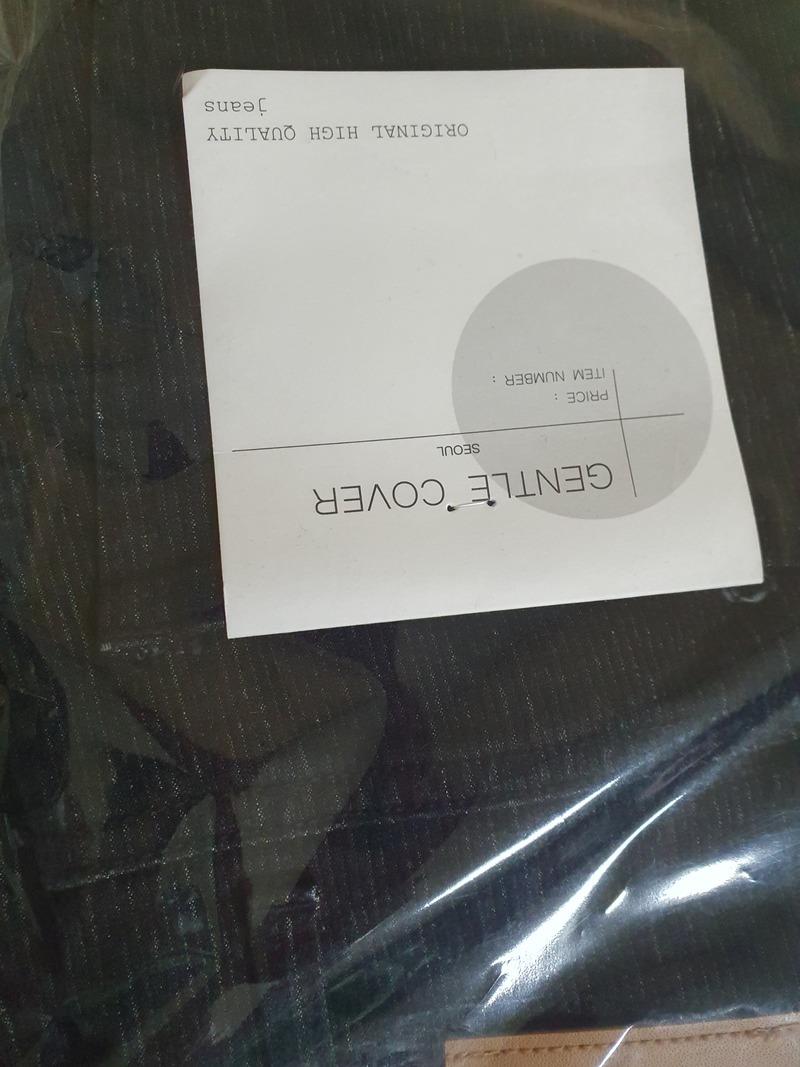 GENTLE COVER
SEOUL
PRICE :
ITEM NUMBER :
ORIGINAL HIGH QUALITY
jeans